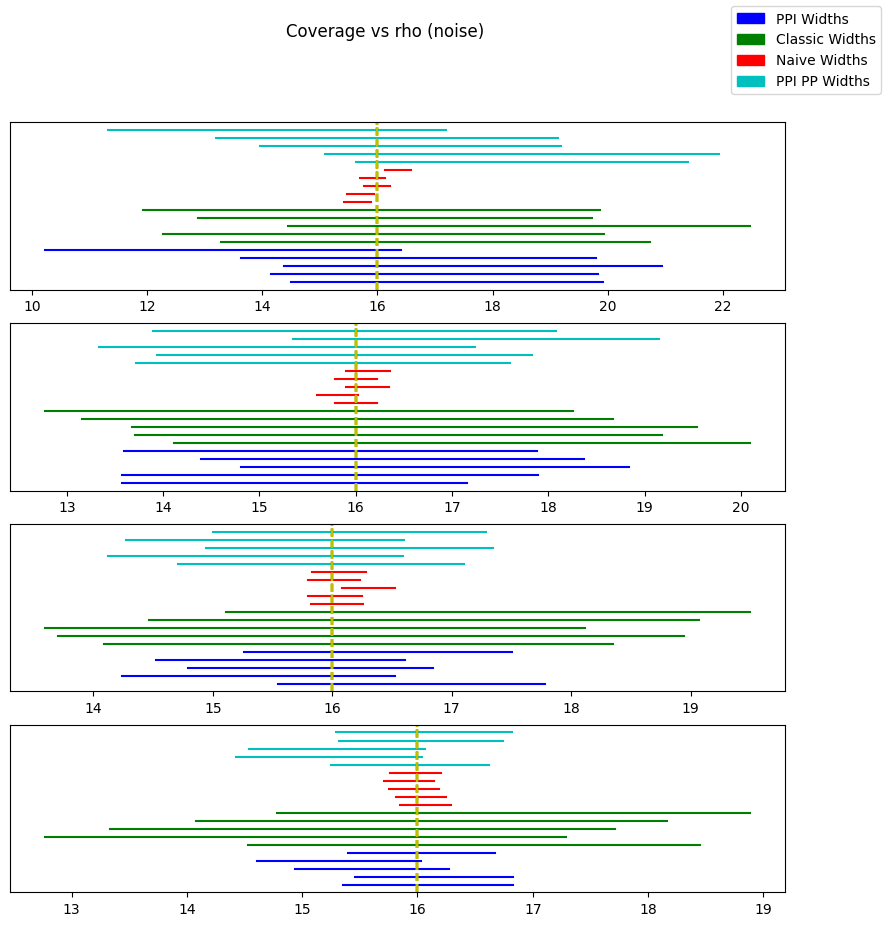 Coverage vs rho (noise)
PPI Widths
Classic Widths
Naive Widths
PPI PP Widths
10 12 14 16 18 20 22
13 14 15 16 17 18 19 20
14 15 16 17 18 19
13 14 15 16 17 18 19